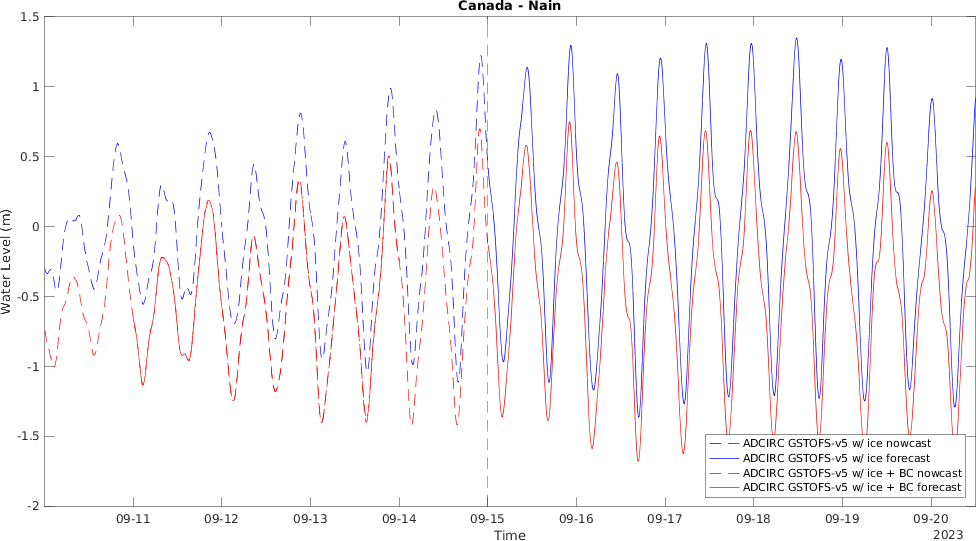 Canada - Nain
1.5
1
0.5
0
-0.5
-1
-1.5
-2
Water Level (m)
ADCIRC GSTOFS-v5 w/ ice nowcast
ADCIRC GSTOFS-v5 w/ ice forecast
ADCIRC GSTOFS-v5 w/ ice + BC nowcast
ADCIRC GSTOFS-v5 w/ ice + BC forecast
09-11 09-12 09-13 09-14 09-15 09-16 09-17 09-18 09-19 09-20
Time
2023